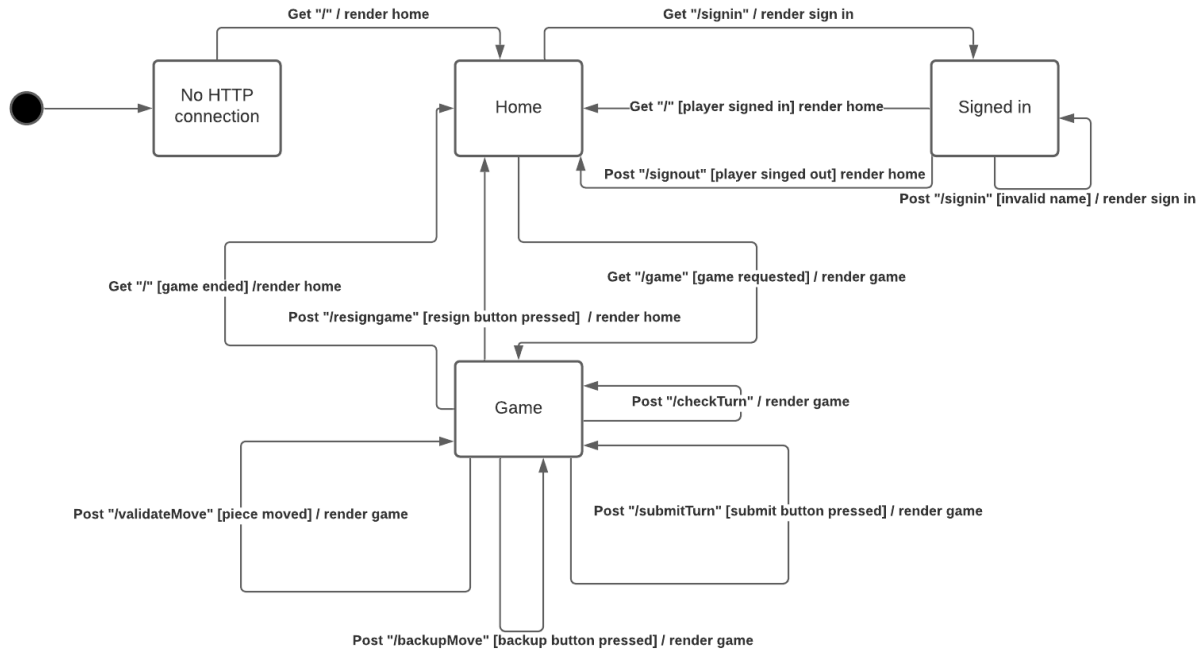 Get "/" / render home
Get "/signin" / render sign in
No HTTP
connection
Home
Get "/" [player signed in] render home
Signed in
Post "/signout" [player singed out] render home
Post "/signin" [invalid name] / render sign in
Get "/game" [game requested] / render game
Get "/" [game ended] /render home
Post "/resigngame" [resign button pressed]  / render home
Game
Post "/checkTurn" / render game
Post "/validateMove" [piece moved] / render game
Post "/submitTurn" [submit button pressed] / render game
Post "/backupMove" [backup button pressed] / render game